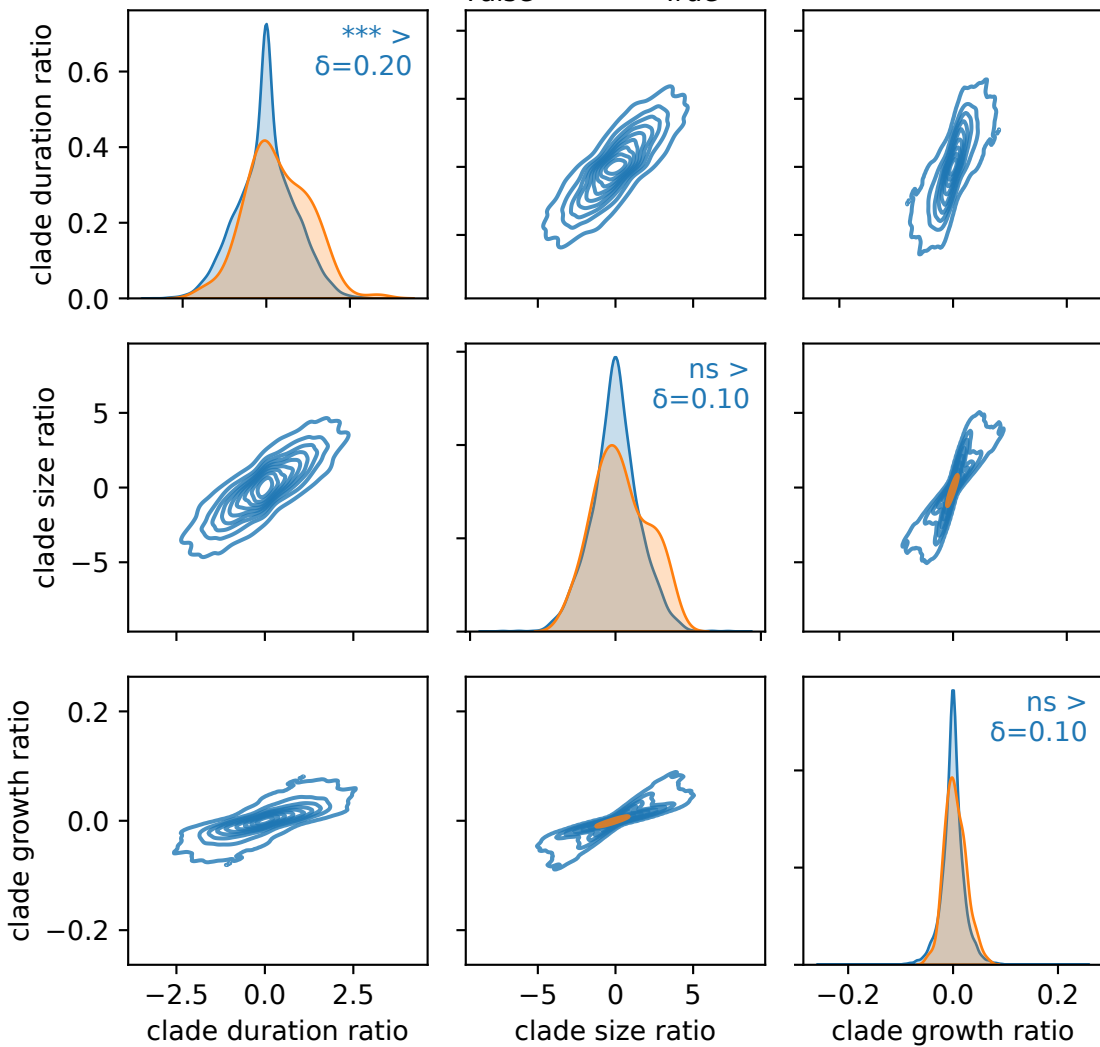 clade duration ratio
0.6
0.4
0.2
0.0
*** >
δ=0.20
clade size ratio
5
0
−5
ns >
δ=0.10
clade growth ratio
0.2
0.0
−0.2
ns >
δ=0.10
−2.5 0.0 2.5
−5 0 5
−0.2 0.0 0.2
clade duration ratio
clade size ratio
clade growth ratio